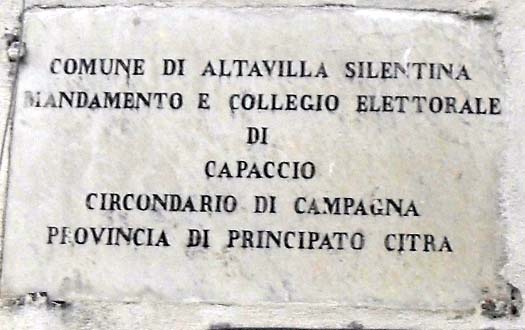 COMUNE DI ALTAVILLA SILENTINA
MANDAMENTO E COLLEGIO ELETTORALE
DI
CAPACCIO
CIRCONDARIO DI CAMPAGNA
PROVINCIA DI PRINCIPATO CITRA